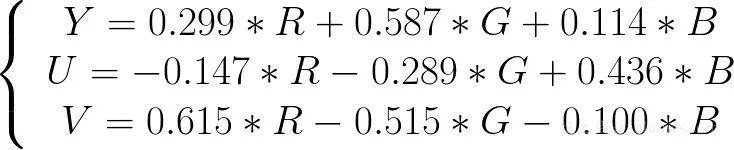 Y = 0.299 * R + 0.587 * G + 0.114 * B
U = −0.147 * R − 0.289 * G + 0.436 * B
V = 0.615 * R − 0.515 * G − 0.100 * B